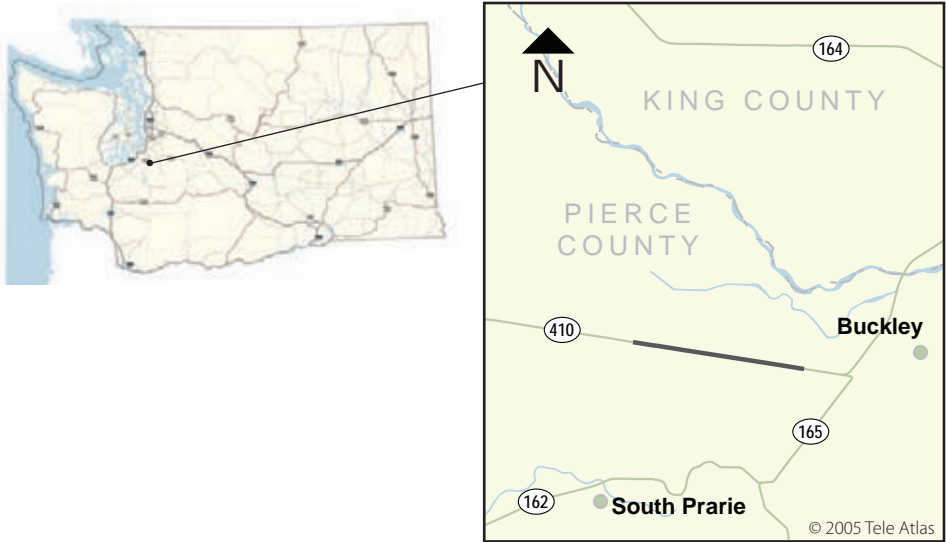 N
164
KING COUNTY
PIERCE
COUNTY
410
Buckley
165
162
South Prarie
© 2005 Tele Atlas